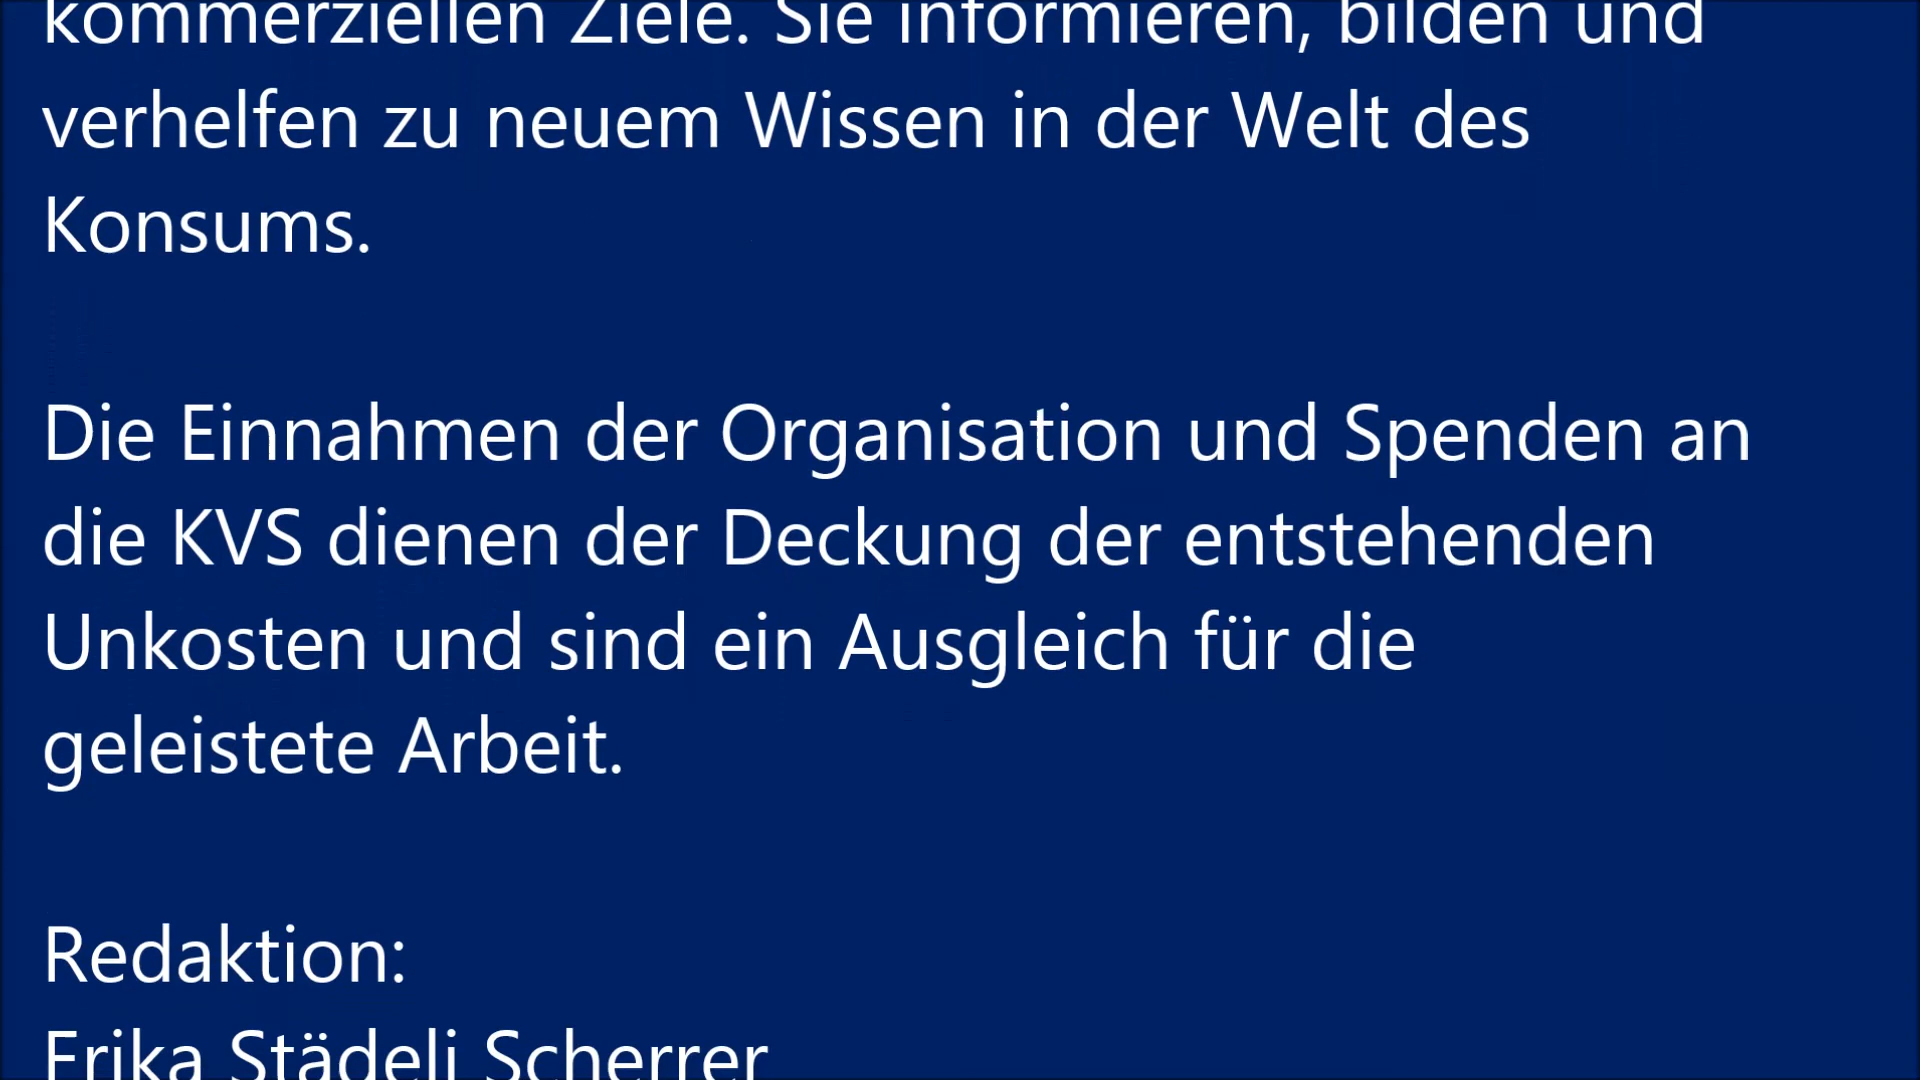 kommerziellen Ziele. Sie informieren, bilden und
verhelfen zu neuem Wissen in der Welt des
Konsums.
Die Einnahmen der Organisation und Spenden an
die KVS dienen der Deckung der entstehenden
Unkosten und sind ein Ausgleich für die
geleistete Arbeit.
Redaktion:
Erika Städeli Scherrer